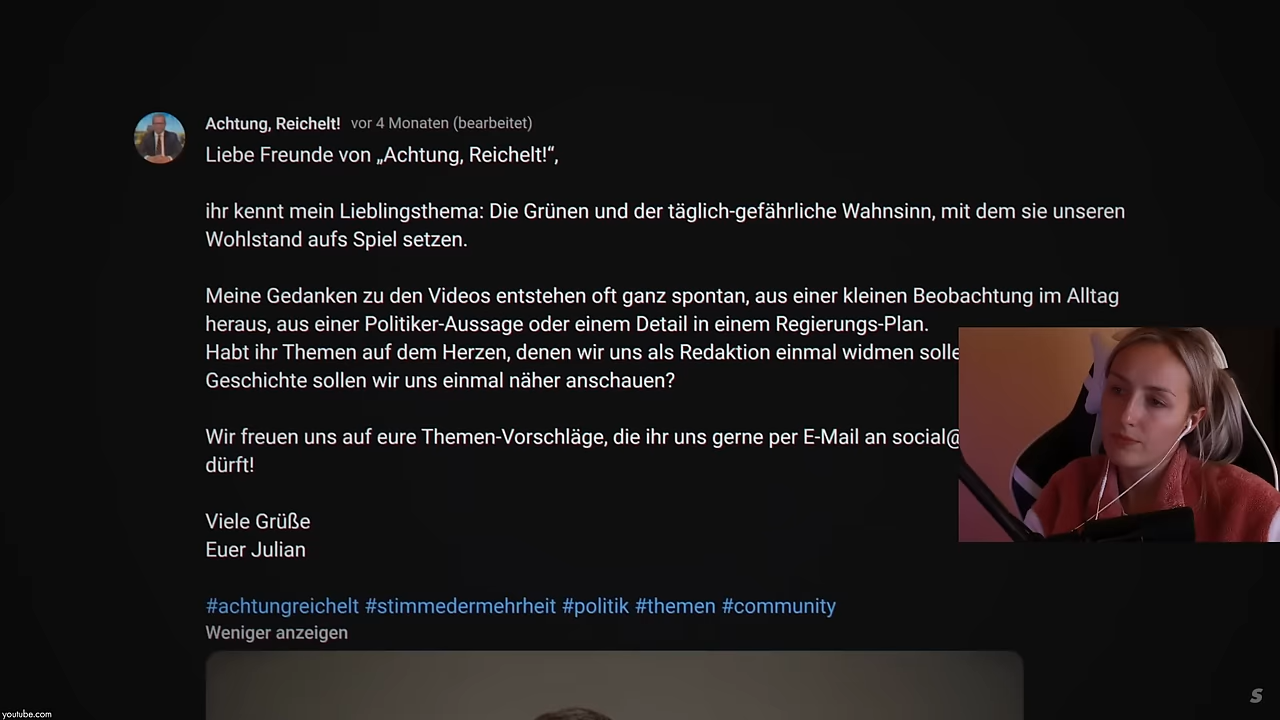 Achtung, Reichelt! vor 4 Monaten (bearbeitet)
Liebe Freunde von „Achtung, Reichelt!“,
ihr kennt mein Lieblingsthema: Die Grünen und der täglich-gefährliche Wahnsinn, mit dem sie unseren
Wohlstand aufs Spiel setzen.
Meine Gedanken zu den Videos entstehen oft ganz spontan, aus einer kleinen Beobachtung im Alltag
heraus, aus einer Politiker-Aussage oder einem Detail in einem Regierungs-Plan.
Habt ihr Themen auf dem Herzen, denen wir uns als Redaktion einmal widmen solle
Geschichte sollen wir uns einmal näher anschauen?
Wir freuen uns auf eure Themen-Vorschläge, die ihr uns gerne per E-Mail an social@
dürft!
Viele Grüße
Euer Julian
#achtungreichelt #stimmedermehrheit #politik #themen #community
Weniger anzeigen
youtube.com
S